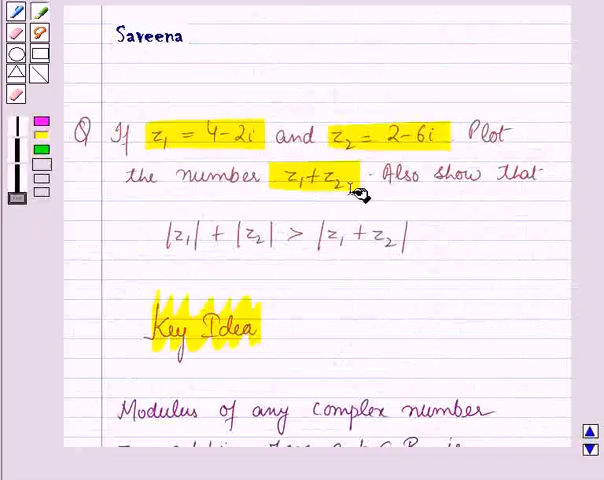 Saveena
Q If z₁ = 4-2i and z₂ = 2-6i Plot
the number z₁+z₂. Also show that
|z₁| + |z₂| > |z₁ + z₂|
Key Idea
Modulus of any complex number